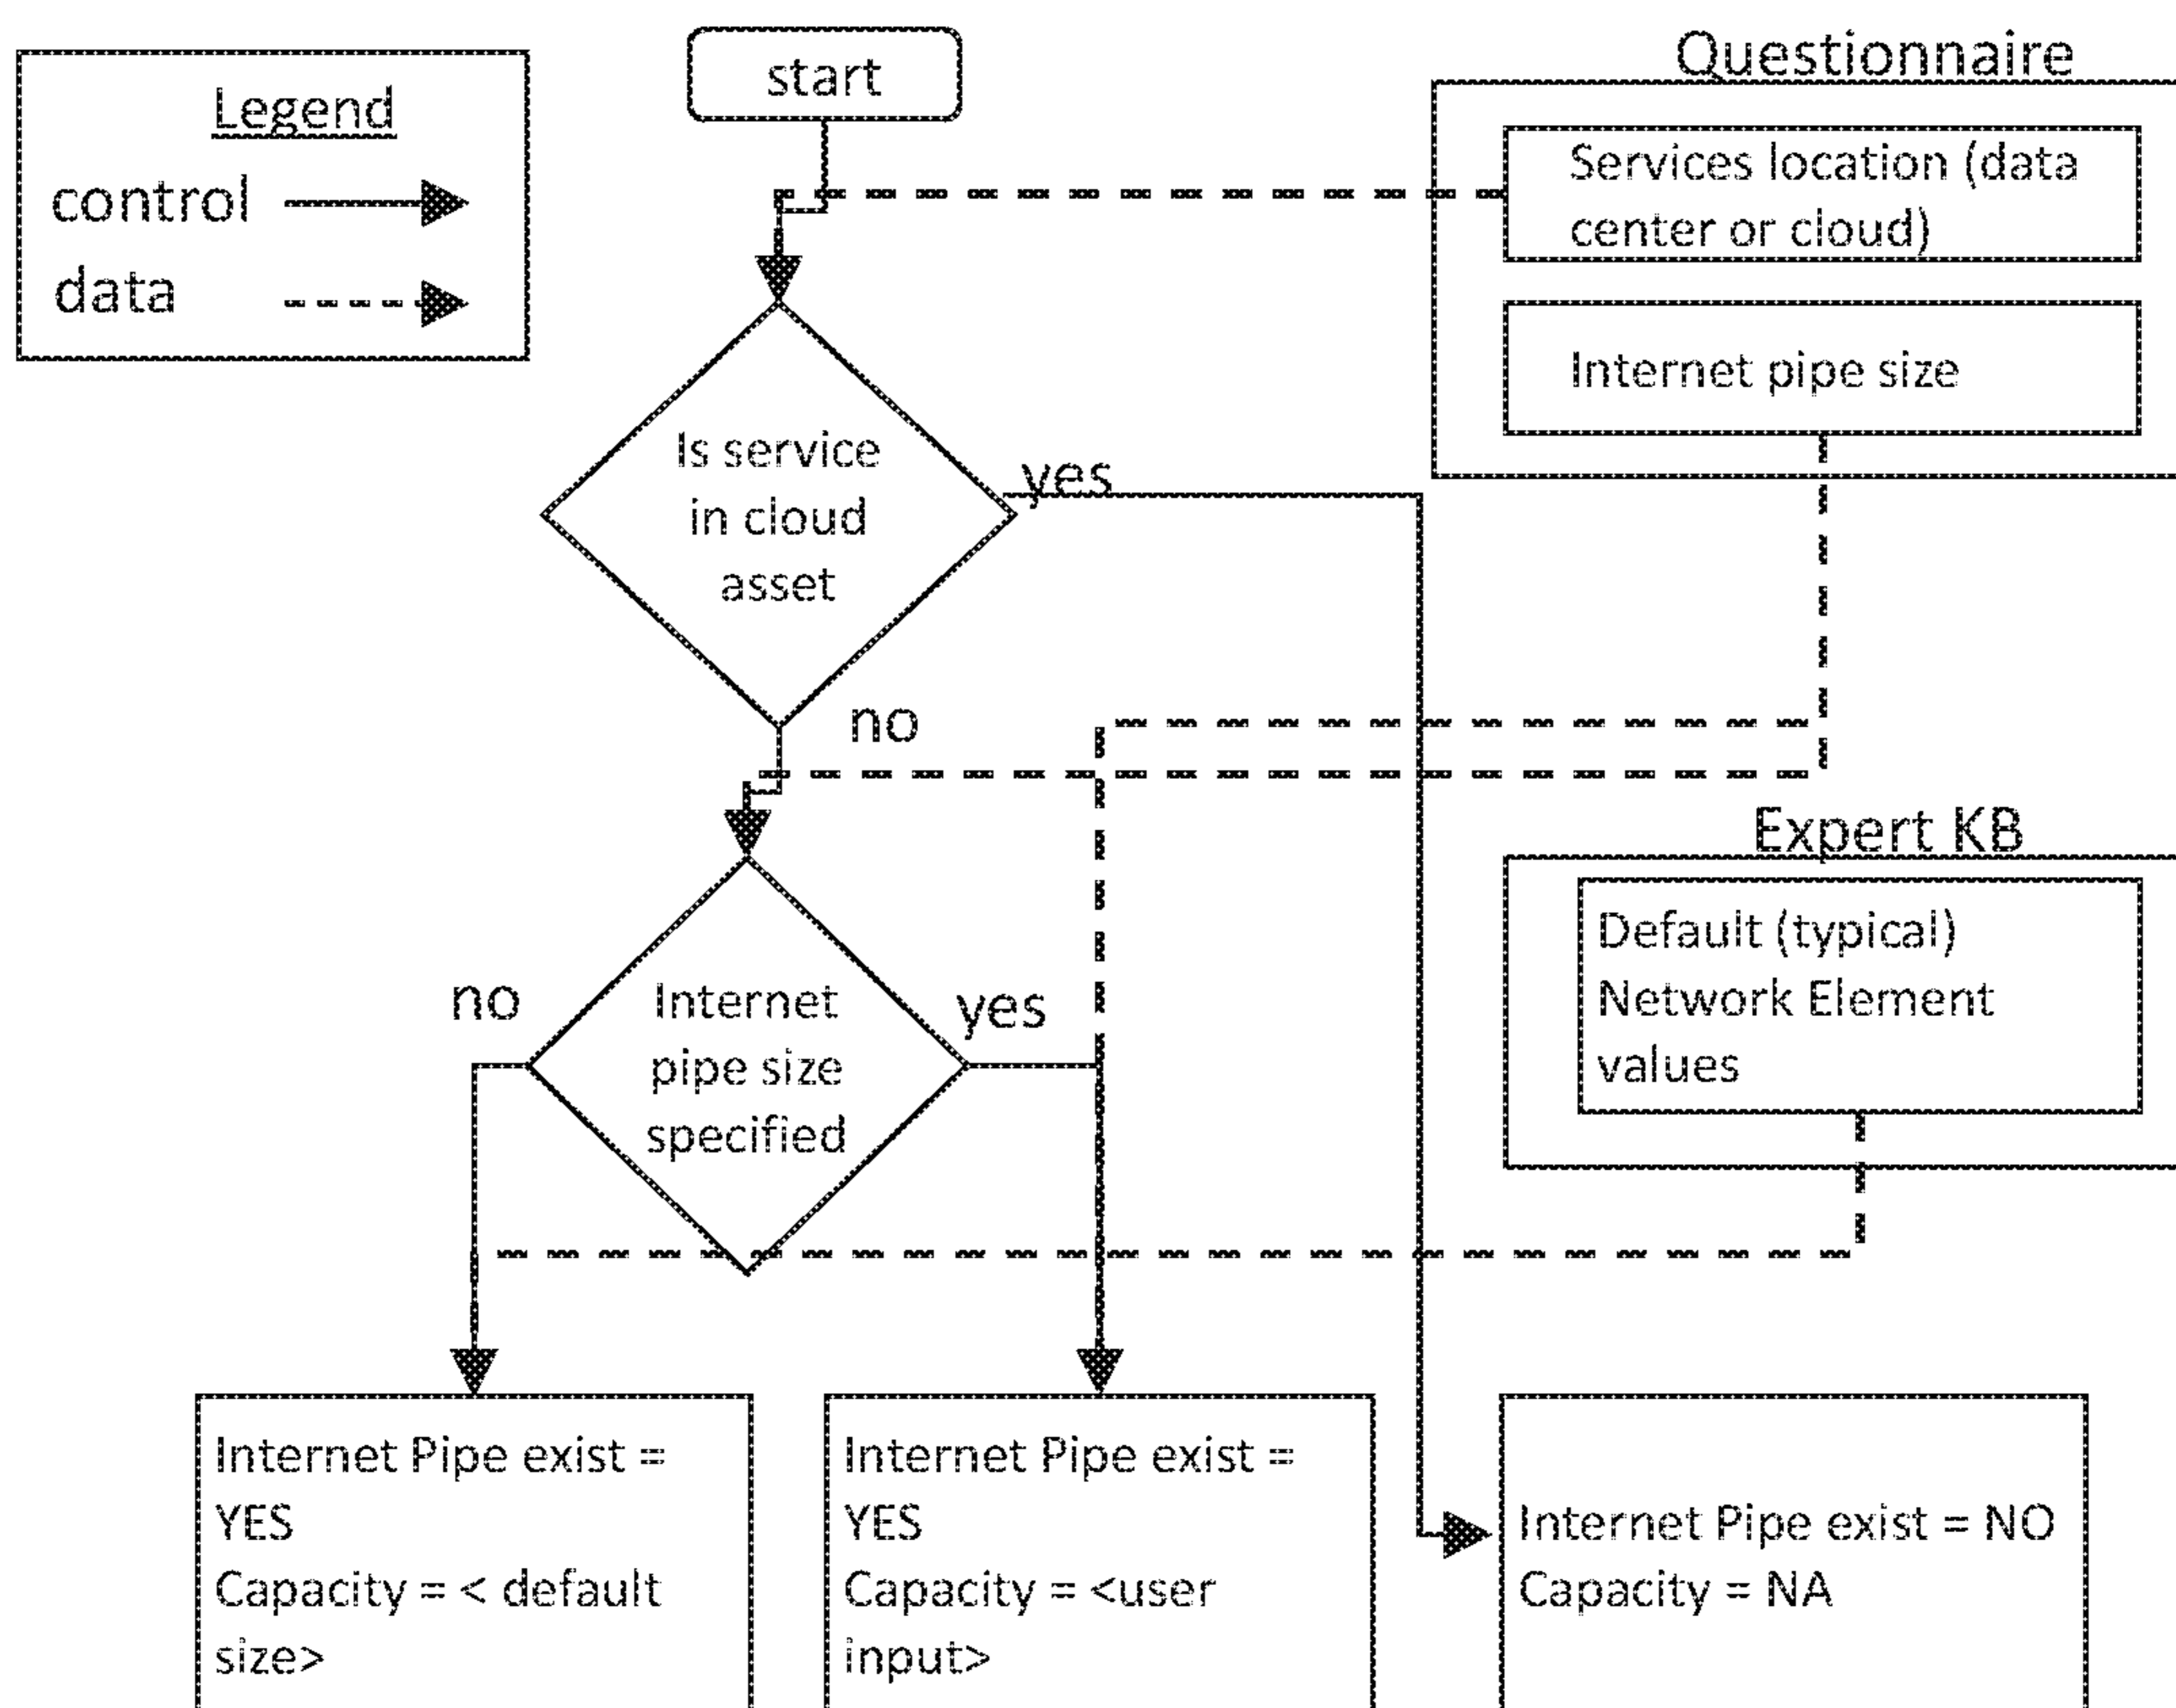 Legend
control
data
start
Questionnaire
Services location (data
center or cloud)
Internet pipe size
Is service
in cloud
asset
yes
no
Expert KB
Default (typical)
Network Element
values
no
Internet
pipe size
specified
yes
Internet Pipe exist =
YES
Capacity = < default
size>
Internet Pipe exist =
YES
Capacity = <user
input>
Internet Pipe exist = NO
Capacity = NA